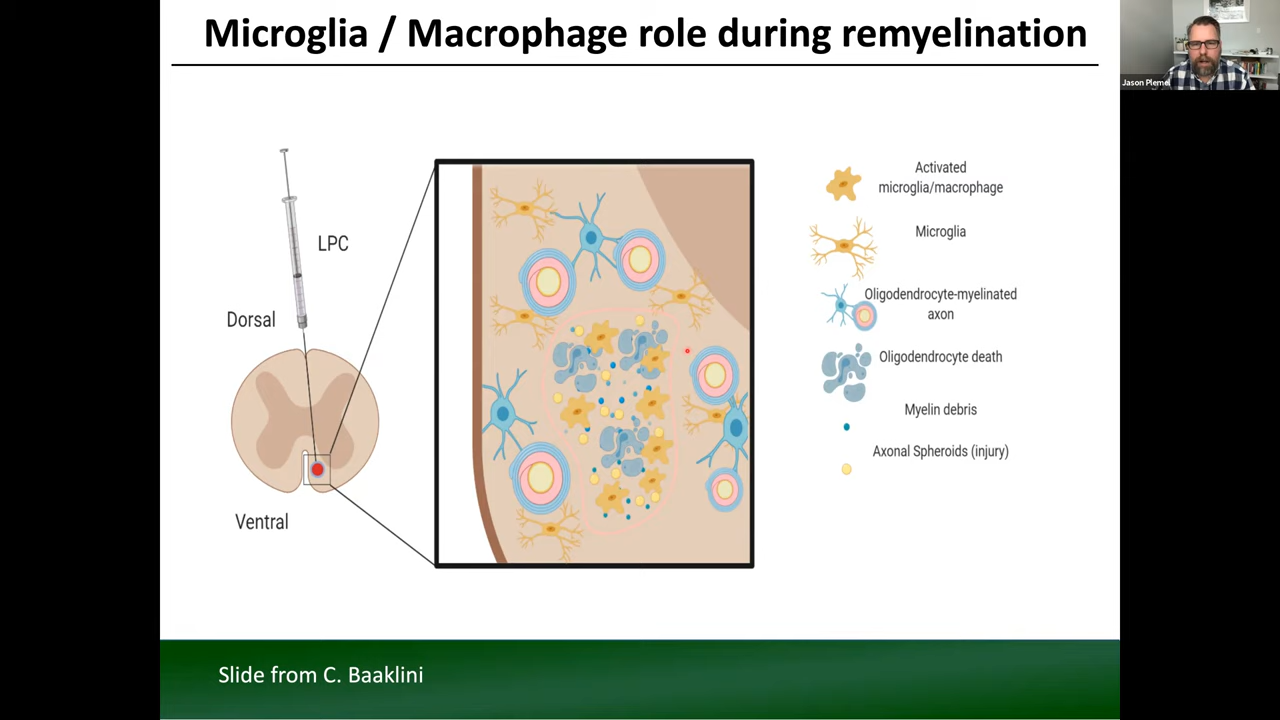 Microglia / Macrophage role during remyelination
Jason Plemel
LPC
Dorsal
Ventral
Activated
microglia/macrophage
Microglia
Oligodendrocyte-myelinated
axon
Oligodendrocyte death
Myelin debris
Axonal Spheroids (injury)
Slide from C. Baaklini